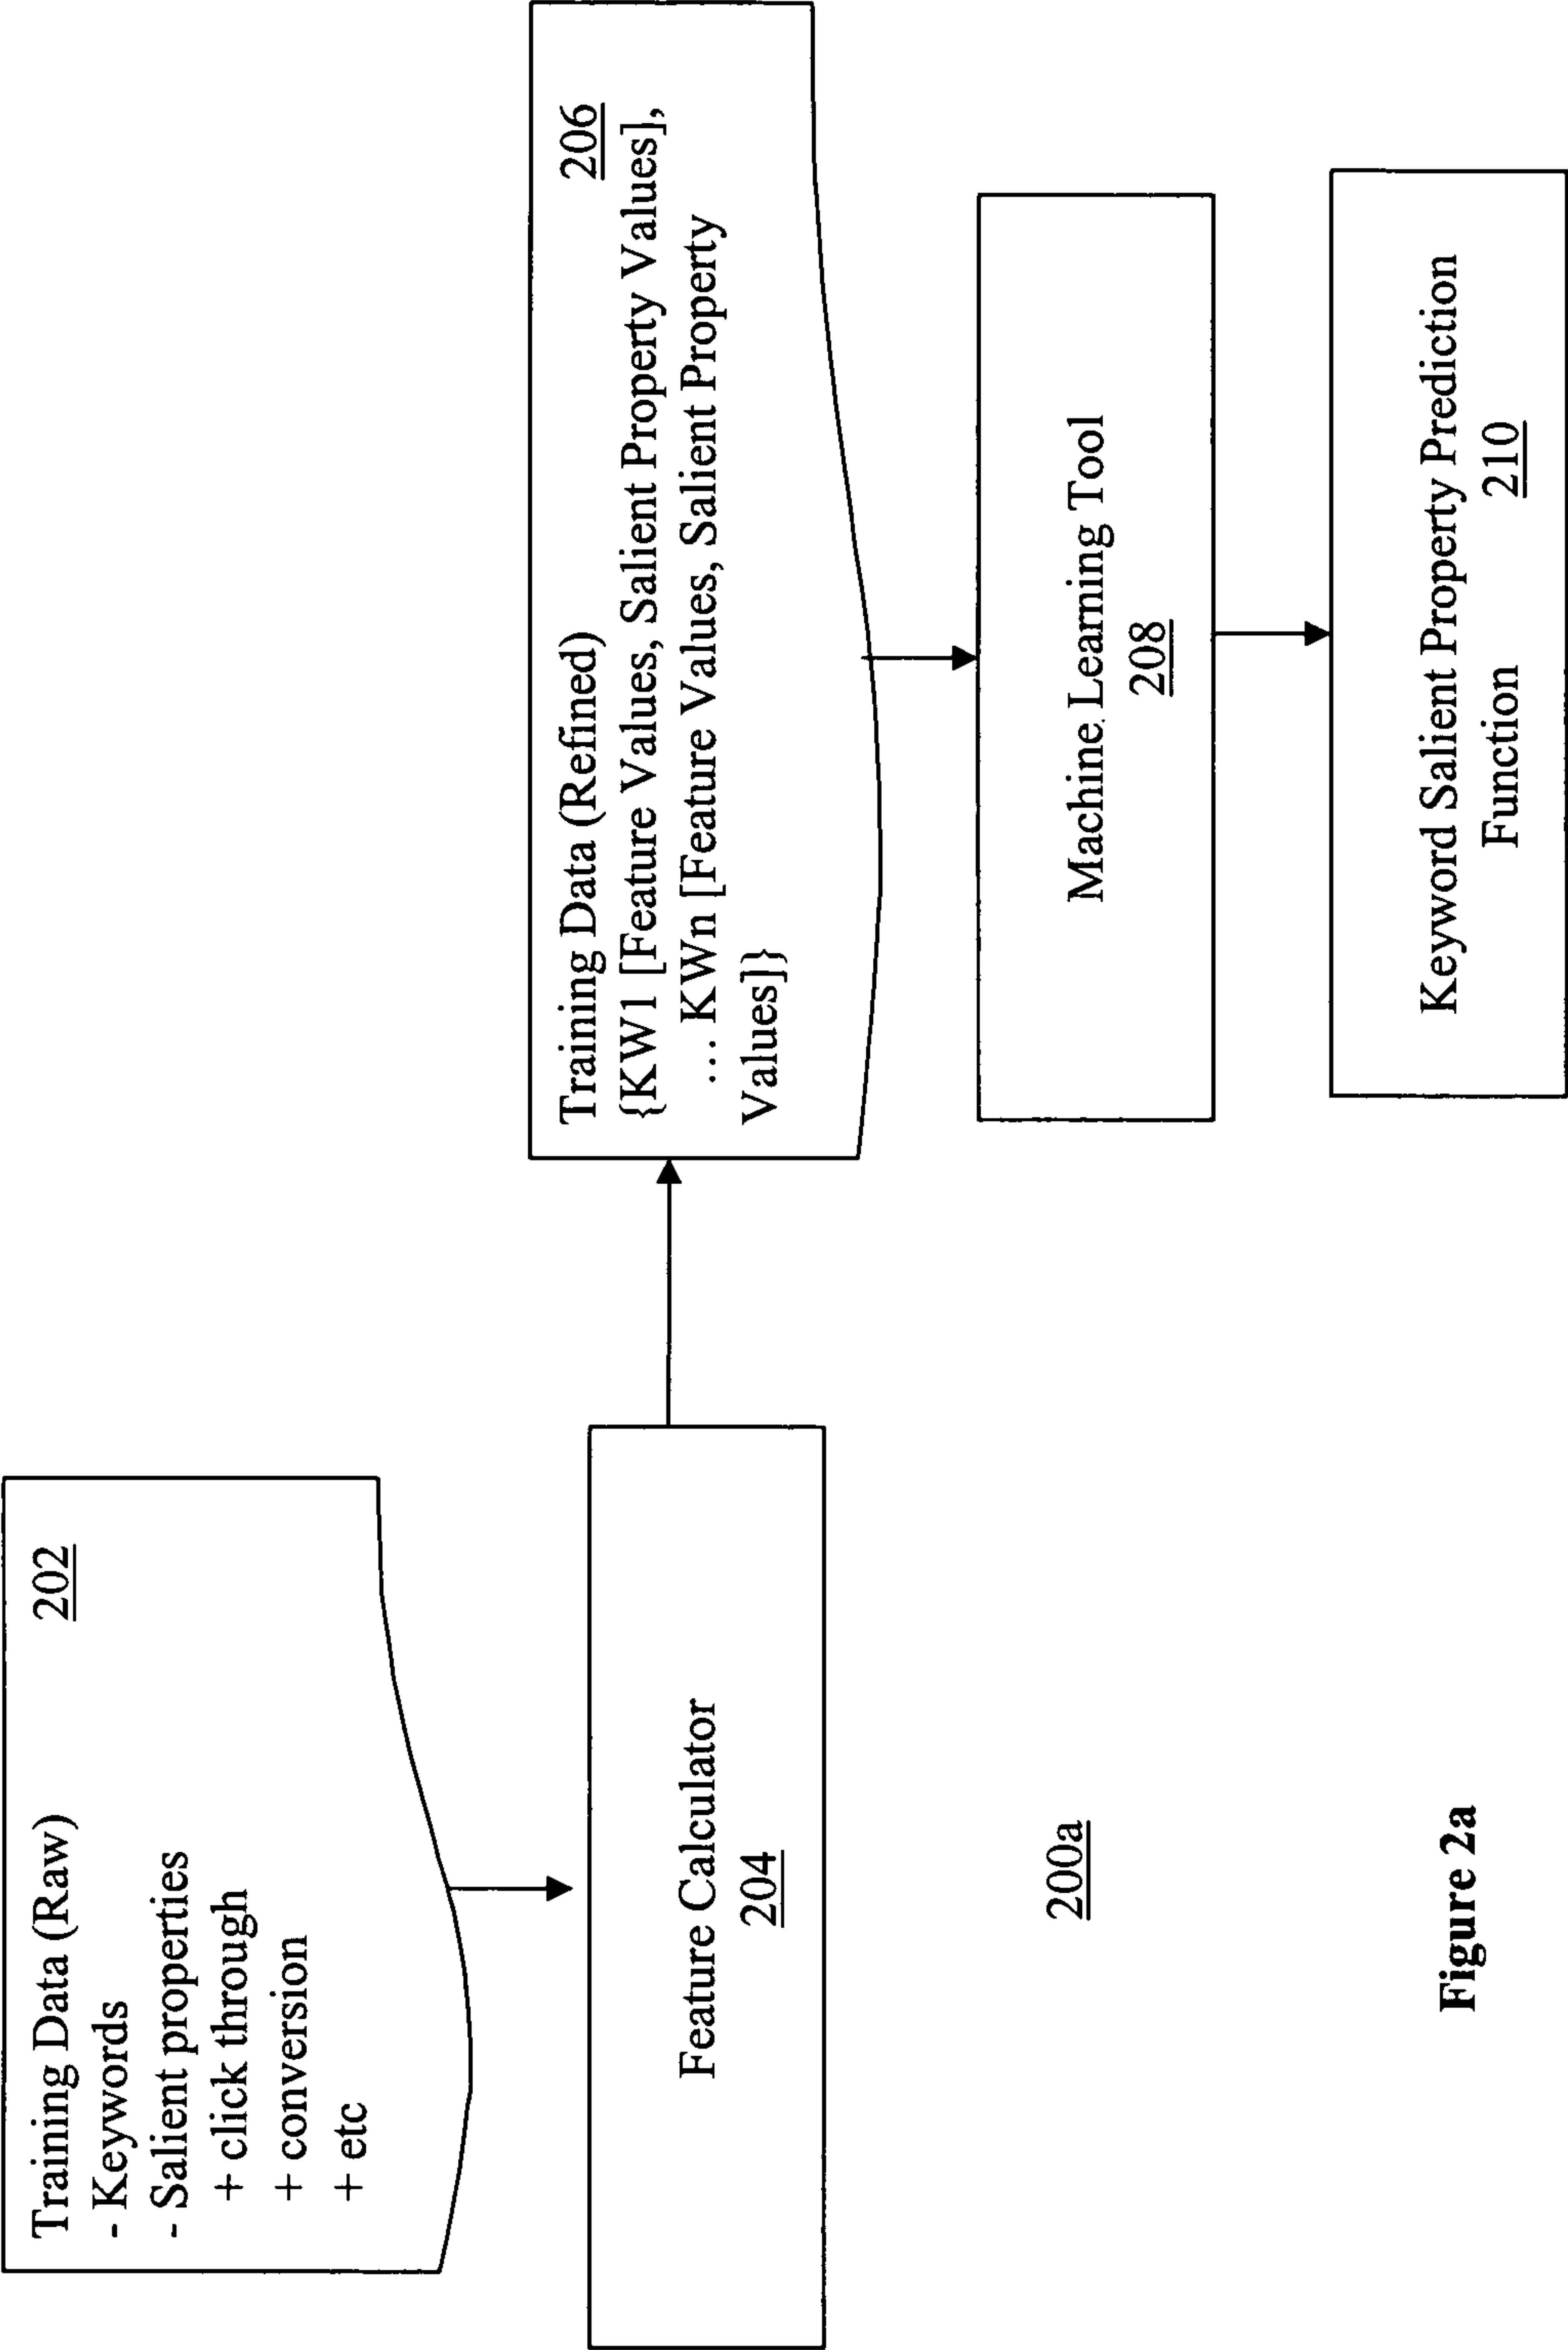 Training Data (Raw) 202
- Keywords
- Salient properties
+ click through
+ conversion
+ etc
Feature Calculator
204
Training Data (Refined) 206
{KW1 [Feature Values, Salient Property Values],
… KWn [Feature Values, Salient Property
Values]}
Machine Learning Tool
208
Keyword Salient Property Prediction
Function 210
200a
Figure 2a